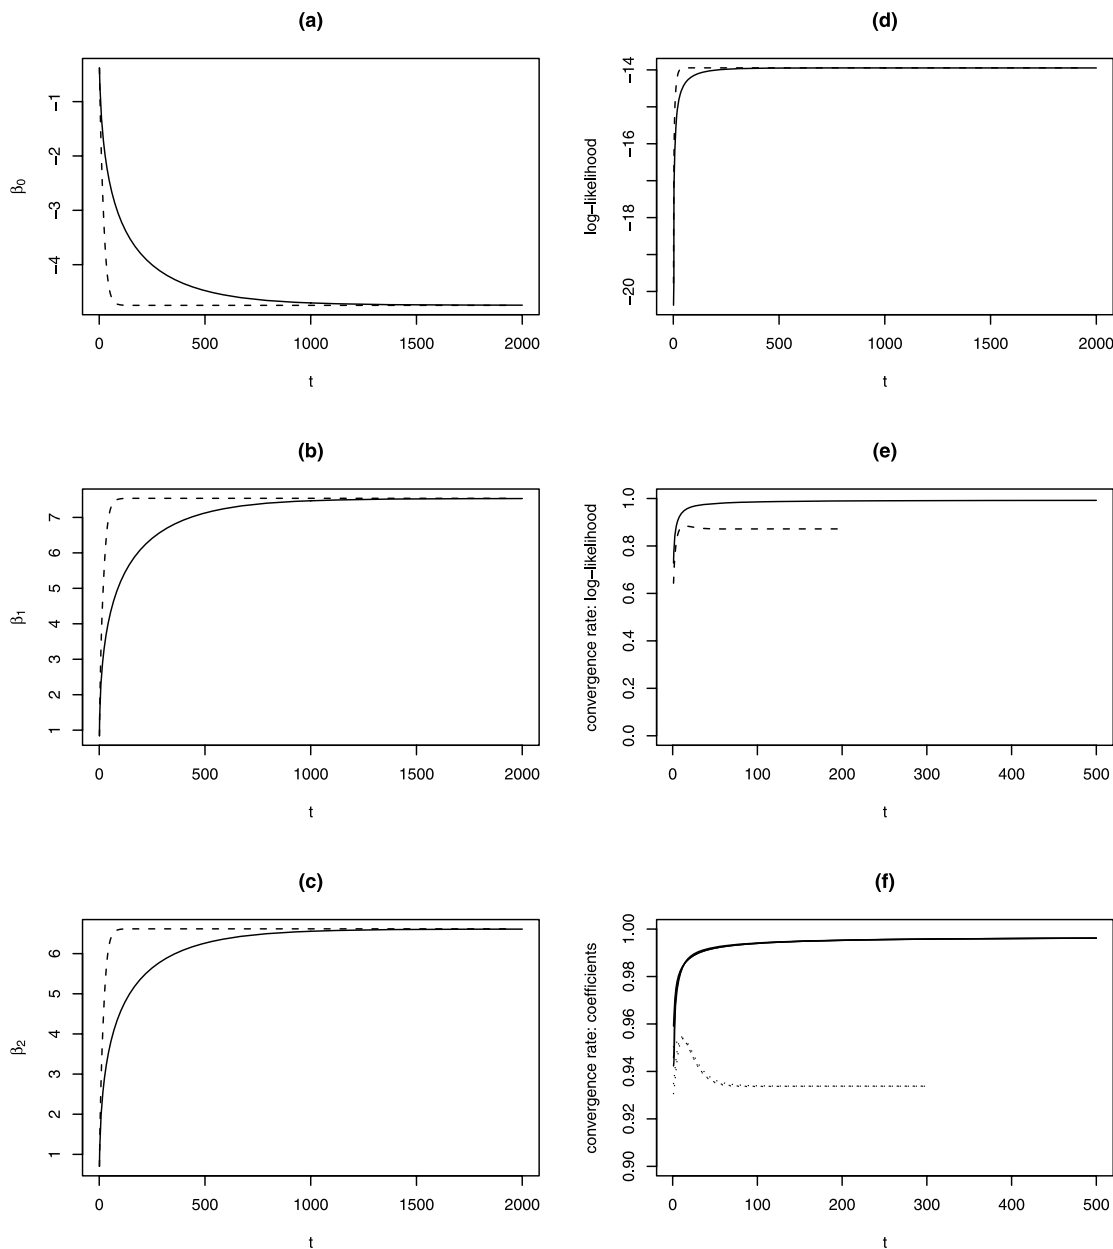 (a)
β0
−1
−2
−3
−4
0 500 1000 1500 2000
t
(d)
log−likelihood
−14
−16
−18
−20
0 500 1000 1500 2000
t
(b)
β1
7
6
5
4
3
2
1
0 500 1000 1500 2000
t
(e)
convergence rate: log−likelihood
1.0
0.8
0.6
0.4
0.2
0.0
0 100 200 300 400 500
t
(c)
β2
6
5
4
3
2
1
0 500 1000 1500 2000
t
(f)
convergence rate: coefficients
1.00
0.98
0.96
0.94
0.92
0.90
0 100 200 300 400 500
t